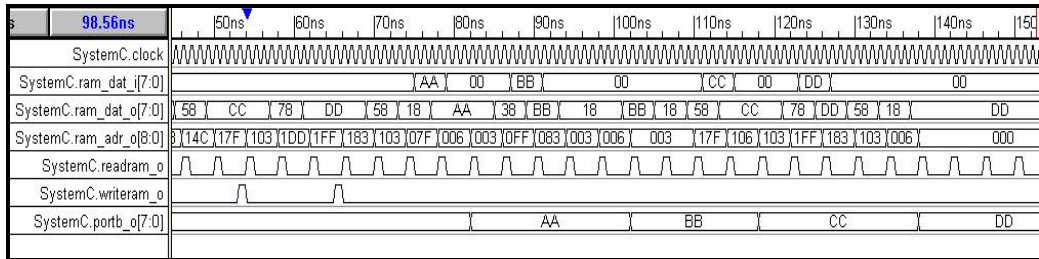 s 98.56ns 50ns 60ns 70ns 80ns 90ns 100ns 110ns 120ns 130ns 140ns 150
SystemC.clock
SystemC.ram_dat_i[7:0] AA 00 BB 00 CC 00 DD 00
SystemC.ram_dat_o[7:0] 58 CC 78 DD 58 18 AA 38 BB 18 BB 18 58 CC 78 DD 58 18 DD
SystemC.ram_adr_o[8:0] 14C 17F 103 1DD 1FF 183 103 07F 006 003 0FF 083 003 006 003 17F 106 103 1FF 183 103 006 000
SystemC.readram_o
SystemC.writeram_o
SystemC.portb_o[7:0] AA BB CC DD